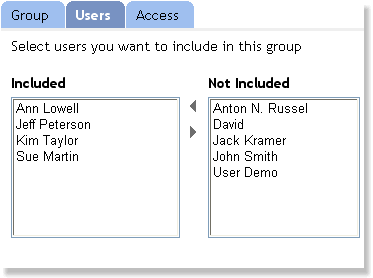 Group Users Access
Select users you want to include in this group
Included Not Included
Ann Lowell
Jeff Peterson
Kim Taylor
Sue Martin
Anton N. Russel
David
Jack Kramer
John Smith
User Demo